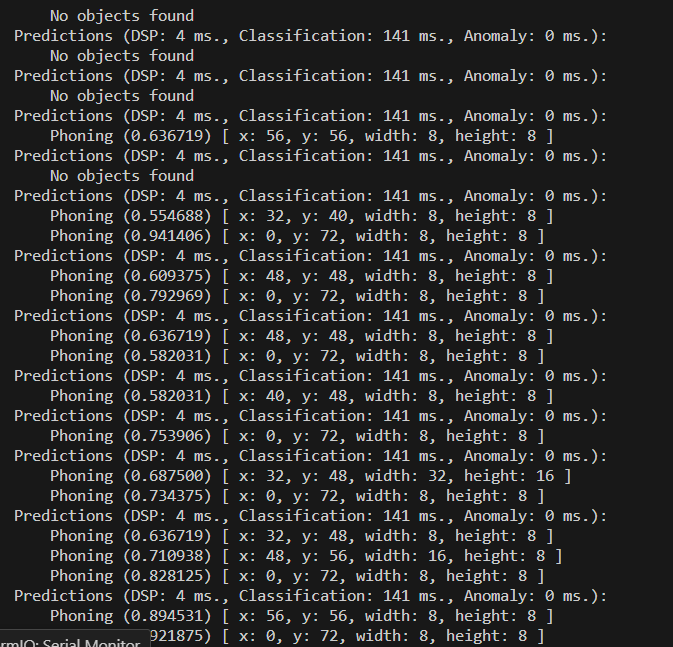 No objects found
Predictions (DSP: 4 ms., Classification: 141 ms., Anomaly: 0 ms.):
No objects found
Predictions (DSP: 4 ms., Classification: 141 ms., Anomaly: 0 ms.):
No objects found
Predictions (DSP: 4 ms., Classification: 141 ms., Anomaly: 0 ms.):
Phoning (0.636719) [ x: 56, y: 56, width: 8, height: 8 ]
Predictions (DSP: 4 ms., Classification: 141 ms., Anomaly: 0 ms.):
No objects found
Predictions (DSP: 4 ms., Classification: 141 ms., Anomaly: 0 ms.):
Phoning (0.554688) [ x: 32, y: 40, width: 8, height: 8 ]
Phoning (0.941406) [ x: 0, y: 72, width: 8, height: 8 ]
Predictions (DSP: 4 ms., Classification: 141 ms., Anomaly: 0 ms.):
Phoning (0.609375) [ x: 48, y: 48, width: 8, height: 8 ]
Phoning (0.792969) [ x: 0, y: 72, width: 8, height: 8 ]
Predictions (DSP: 4 ms., Classification: 141 ms., Anomaly: 0 ms.):
Phoning (0.636719) [ x: 48, y: 48, width: 8, height: 8 ]
Phoning (0.582031) [ x: 0, y: 72, width: 8, height: 8 ]
Predictions (DSP: 4 ms., Classification: 141 ms., Anomaly: 0 ms.):
Phoning (0.582031) [ x: 40, y: 48, width: 8, height: 8 ]
Predictions (DSP: 4 ms., Classification: 141 ms., Anomaly: 0 ms.):
Phoning (0.753906) [ x: 0, y: 72, width: 8, height: 8 ]
Predictions (DSP: 4 ms., Classification: 141 ms., Anomaly: 0 ms.):
Phoning (0.687500) [ x: 32, y: 48, width: 32, height: 16 ]
Phoning (0.734375) [ x: 0, y: 72, width: 8, height: 8 ]
Predictions (DSP: 4 ms., Classification: 141 ms., Anomaly: 0 ms.):
Phoning (0.636719) [ x: 32, y: 48, width: 8, height: 8 ]
Phoning (0.710938) [ x: 48, y: 56, width: 16, height: 8 ]
Phoning (0.828125) [ x: 0, y: 72, width: 8, height: 8 ]
Predictions (DSP: 4 ms., Classification: 141 ms., Anomaly: 0 ms.):
Phoning (0.894531) [ x: 56, y: 56, width: 8, height: 8 ]
921875) [ x: 0, y: 72, width: 8, height: 8 ]
rmIO: Serial Monitor